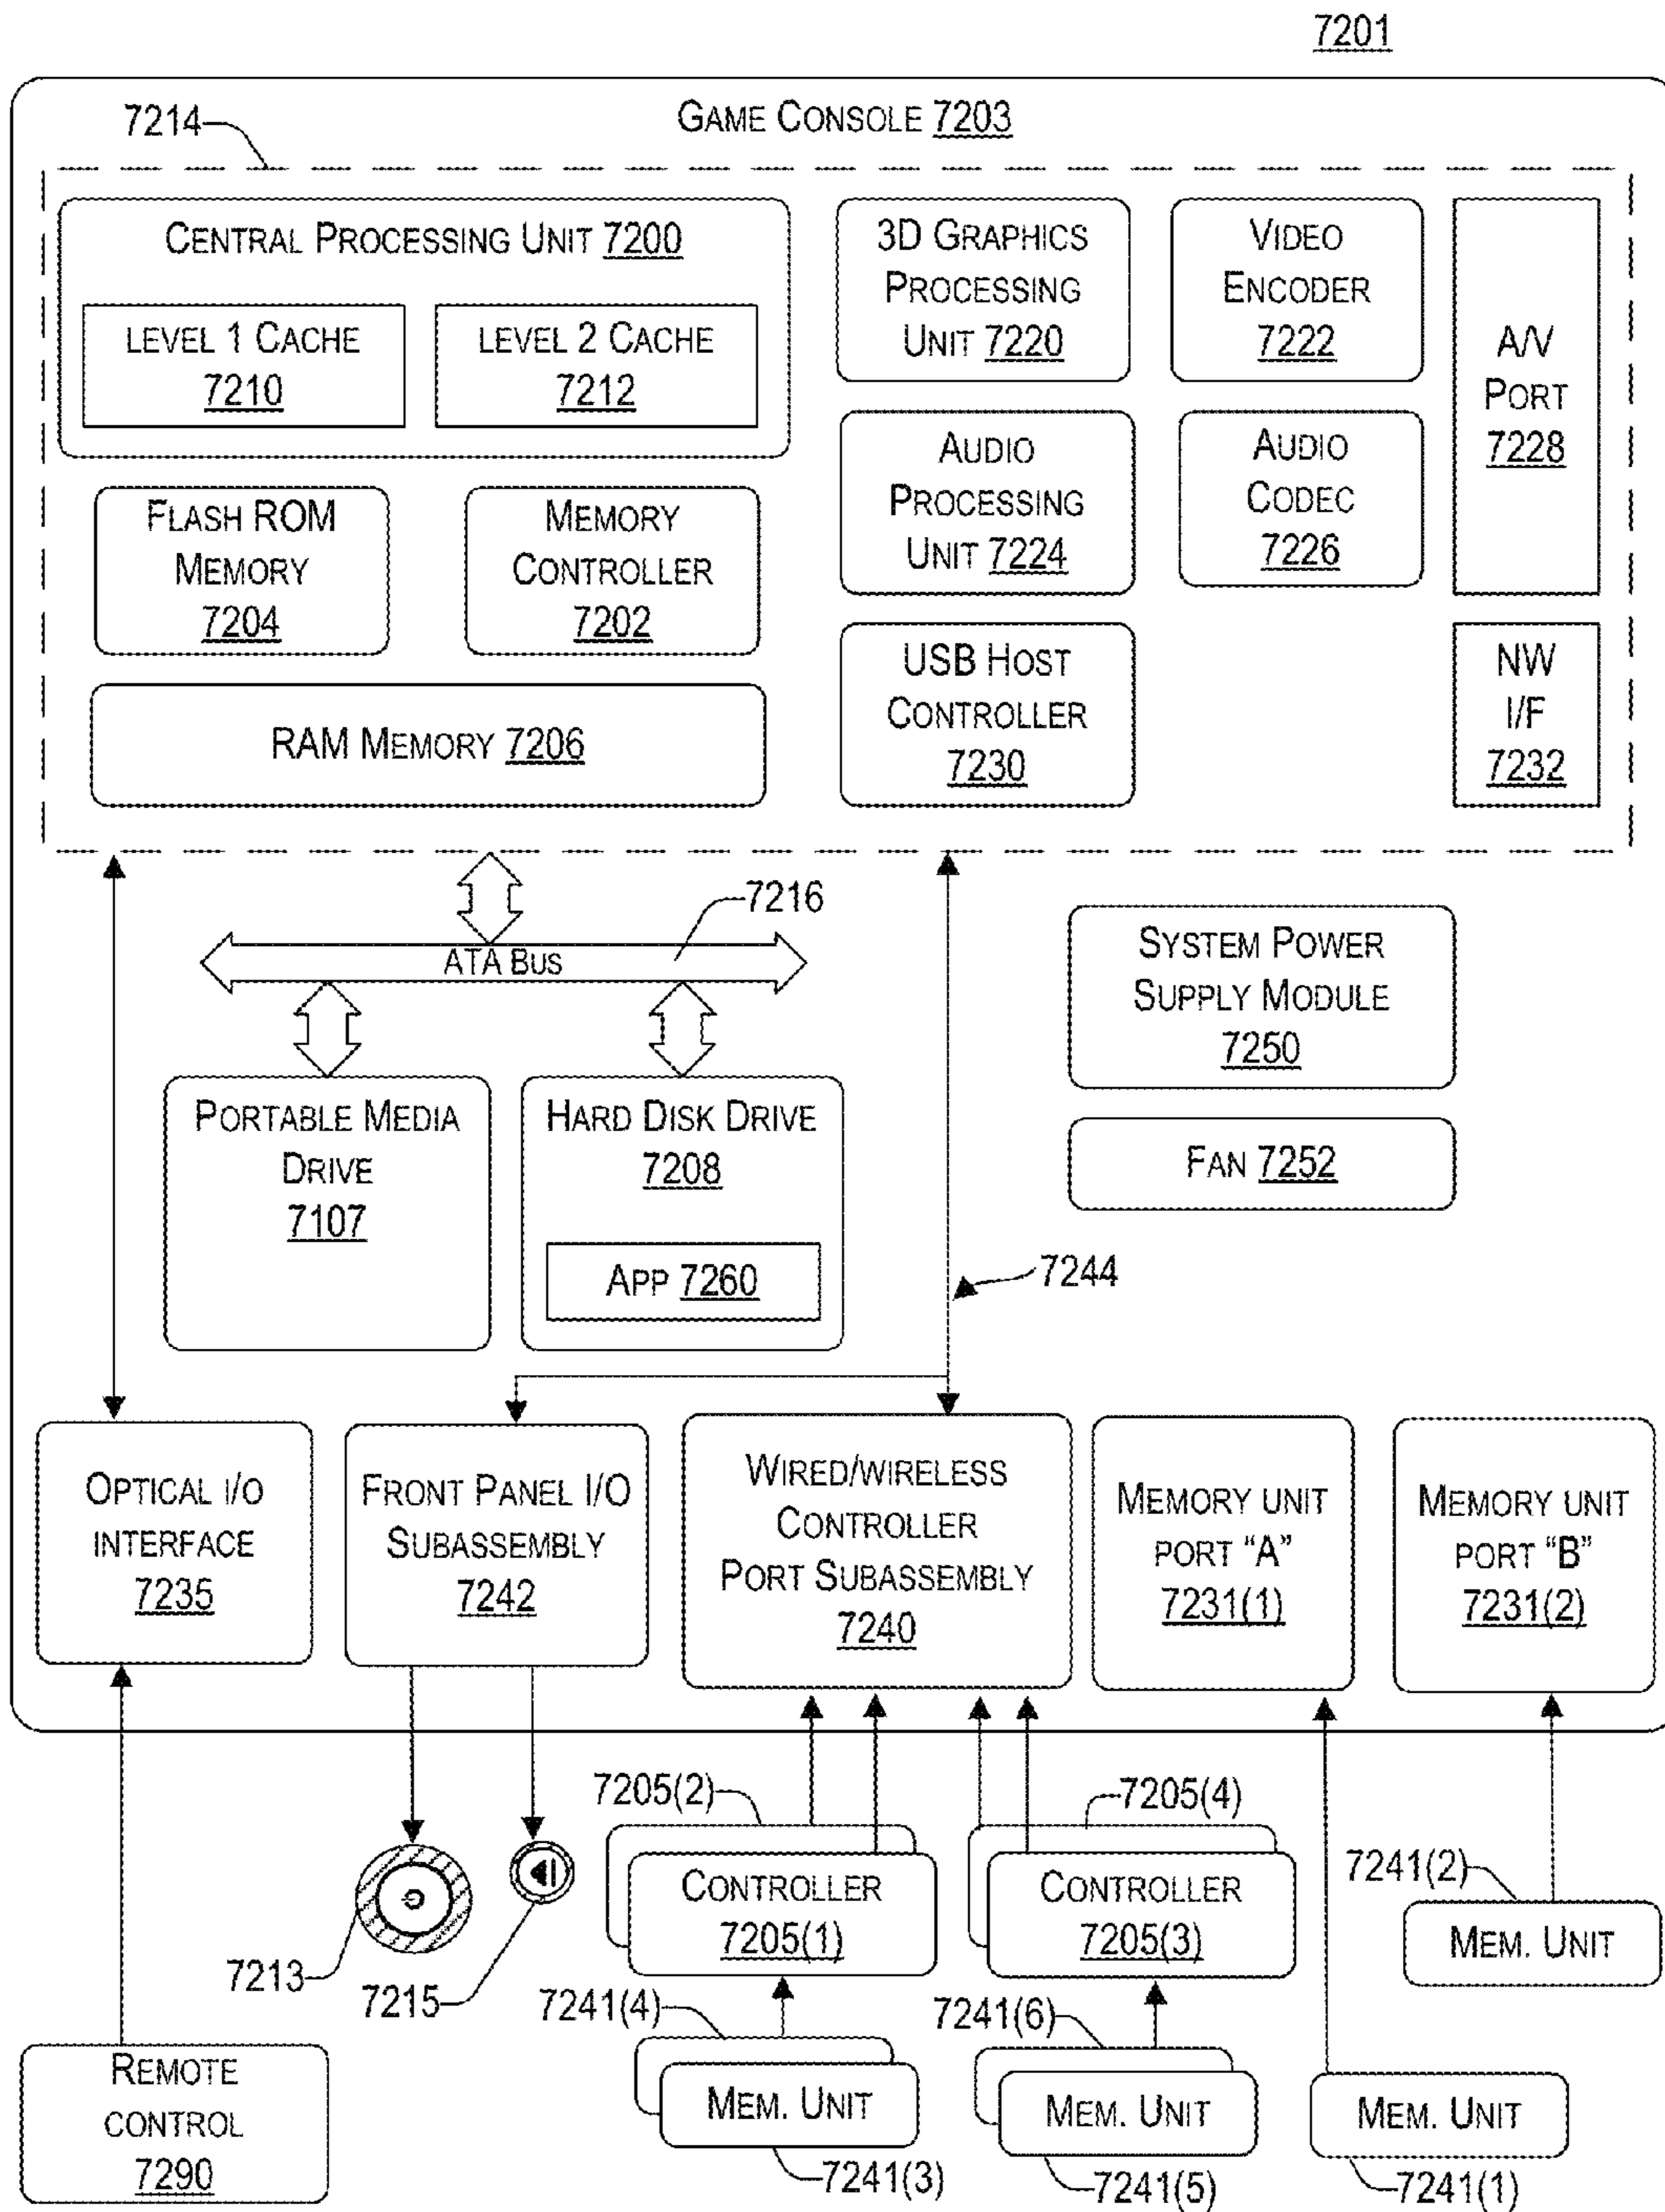 7201
GAME CONSOLE 7203
7214
CENTRAL PROCESSING UNIT 7200
LEVEL 1 CACHE
7210
LEVEL 2 CACHE
7212
3D GRAPHICS
PROCESSING
UNIT 7220
VIDEO
ENCODER
7222
A/V
PORT
7228
AUDIO
PROCESSING
UNIT 7224
AUDIO
CODEC
7226
FLASH ROM
MEMORY
7204
MEMORY
CONTROLLER
7202
USB HOST
CONTROLLER
7230
NW
I/F
7232
RAM MEMORY 7206
7216
ATA BUS
SYSTEM POWER
SUPPLY MODULE
7250
PORTABLE MEDIA
DRIVE
7107
HARD DISK DRIVE
7208
APP 7260
FAN 7252
7244
OPTICAL I/O
INTERFACE
7235
FRONT PANEL I/O
SUBASSEMBLY
7242
WIRED/WIRELESS
CONTROLLER
PORT SUBASSEMBLY
7240
MEMORY UNIT
PORT “A”
7231(1)
MEMORY UNIT
PORT “B”
7231(2)
7205(2)
7205(4)
CONTROLLER
7205(1)
CONTROLLER
7205(3)
7241(2)
MEM. UNIT
7213
7215
7241(4)
7241(6)
REMOTE
CONTROL
7290
MEM. UNIT
MEM. UNIT
MEM. UNIT
7241(3)
7241(5)
7241(1)